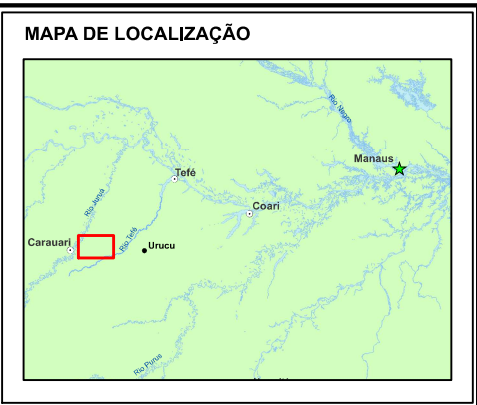 MAPA DE LOCALIZAÇÃO
Rio Negro
Manaus
Tefé
Rio Juruá
Coari
Rio Tefé
Carauari
Urucu
Rio Purus